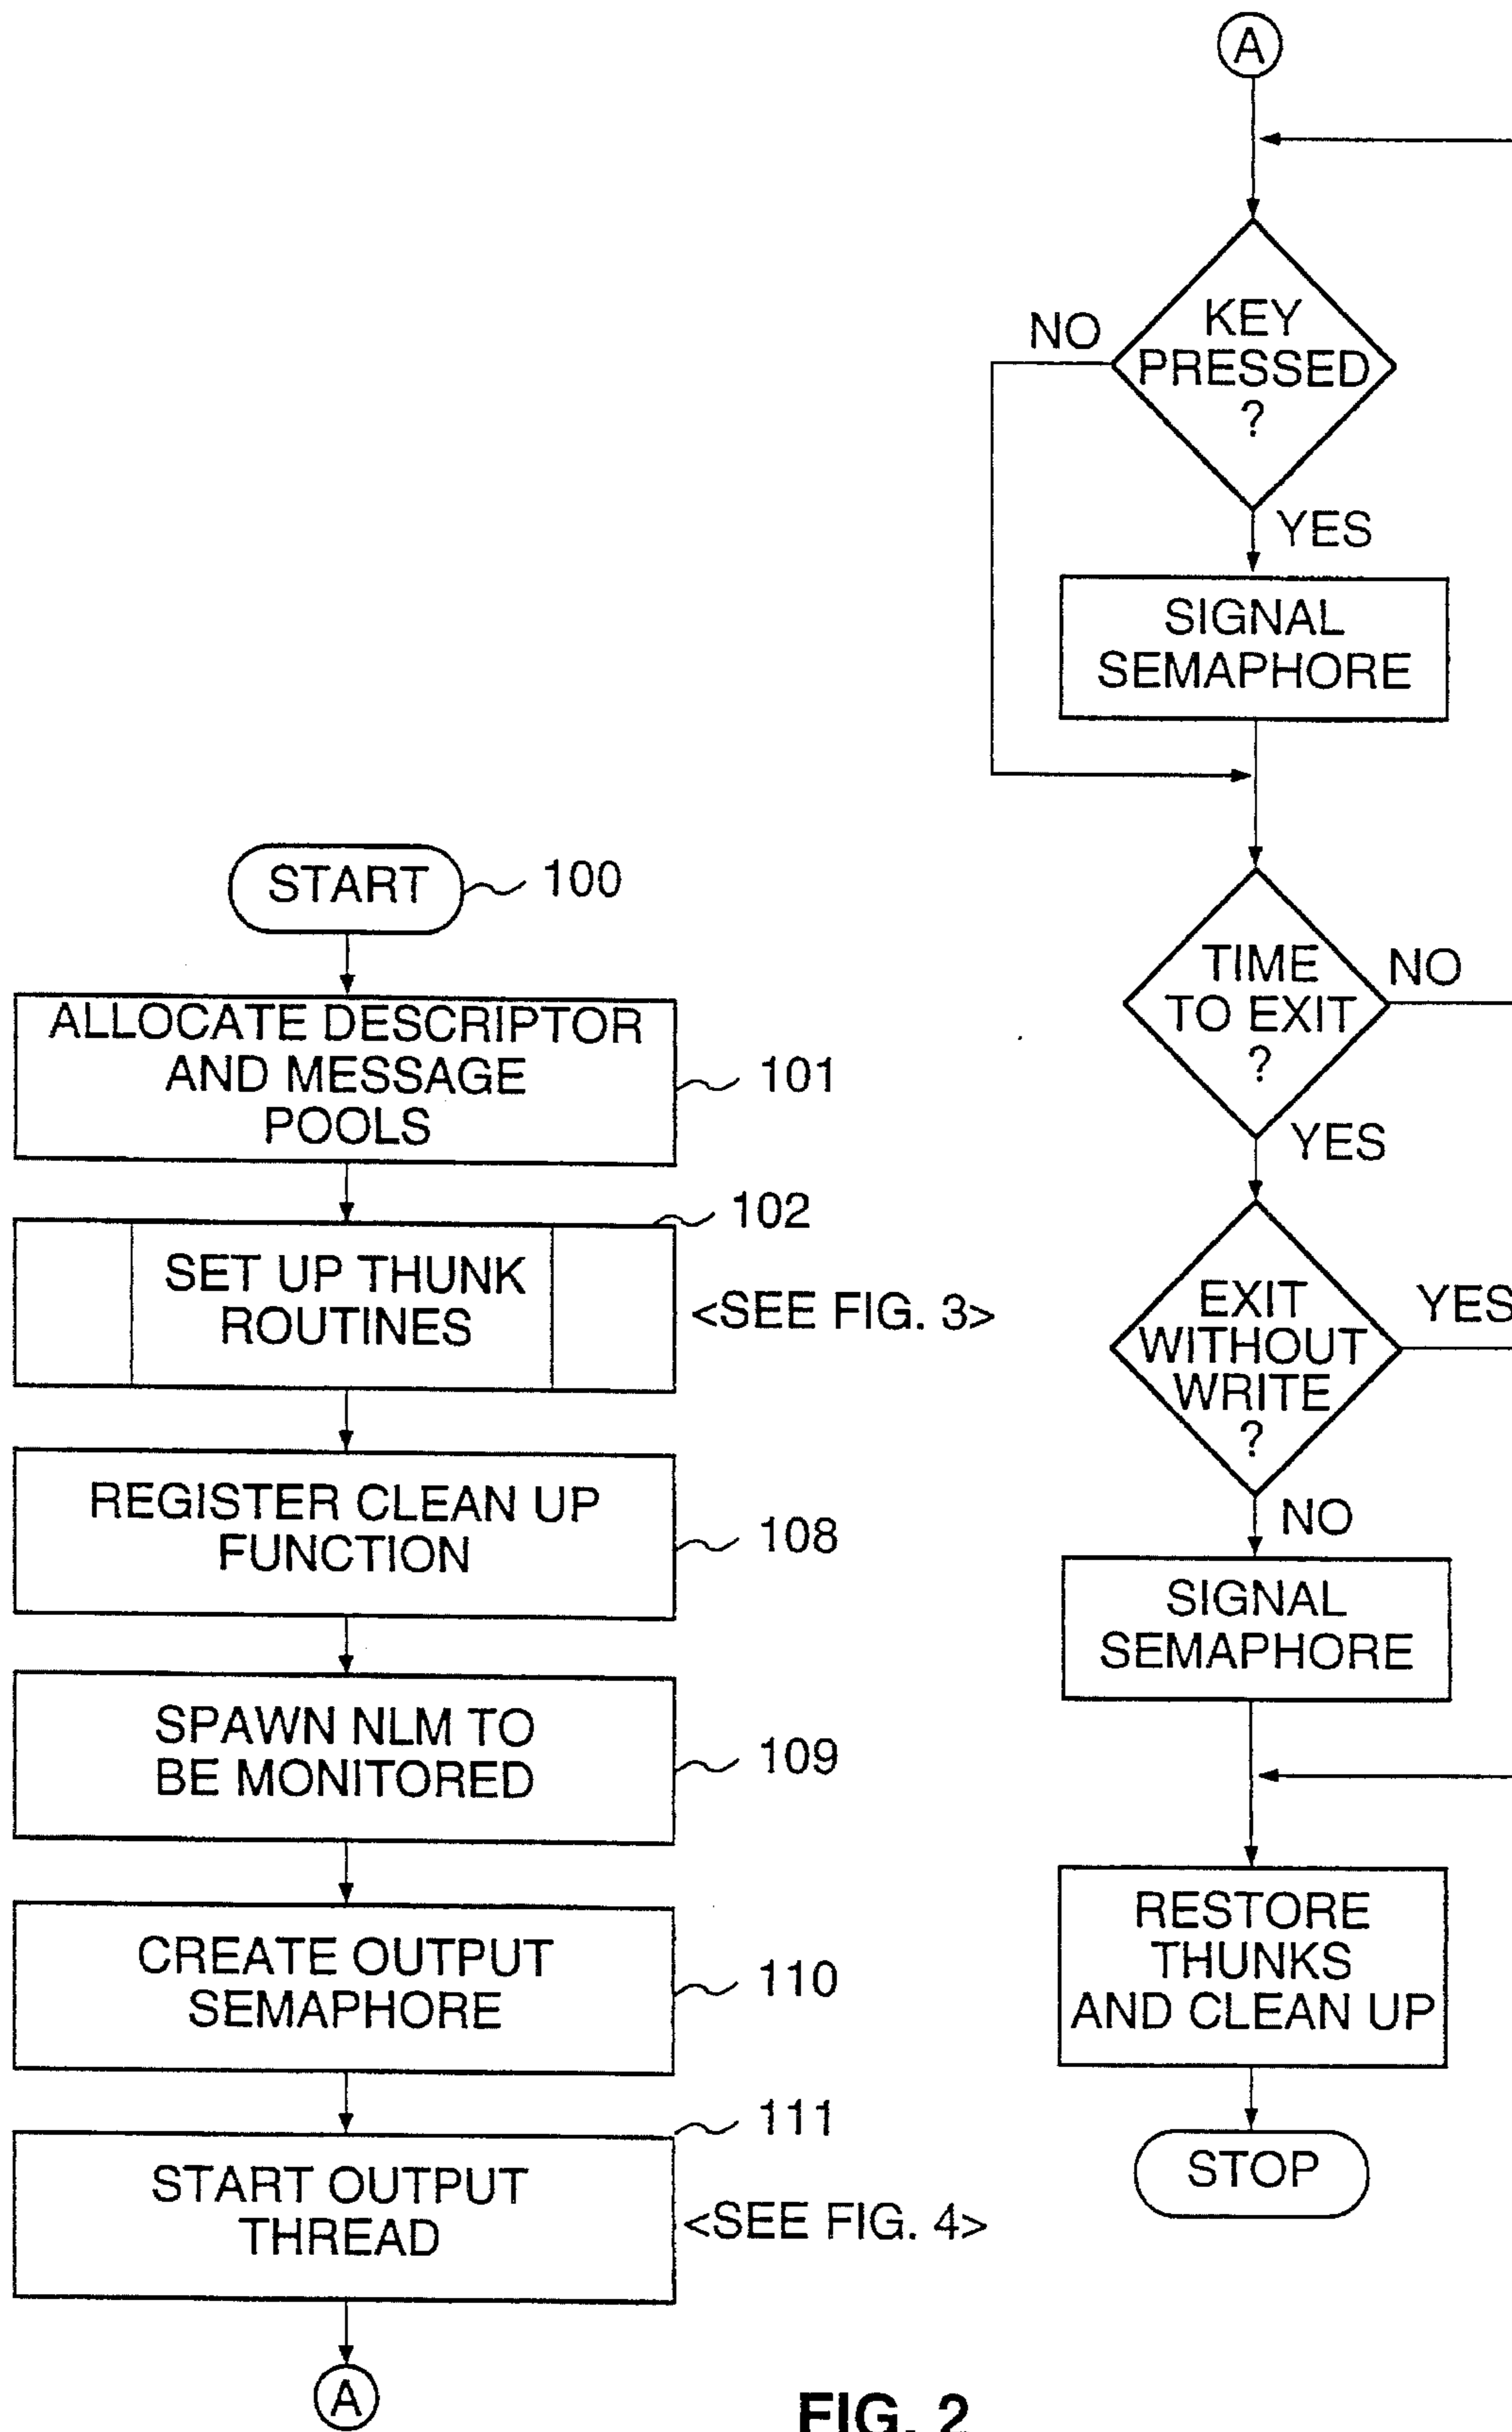 START
100
ALLOCATE DESCRIPTOR
AND MESSAGE
POOLS
101
102
SET UP THUNK
ROUTINES
<SEE FIG. 3>
REGISTER CLEAN UP
FUNCTION
108
SPAWN NLM TO
BE MONITORED
109
CREATE OUTPUT
SEMAPHORE
110
111
START OUTPUT
THREAD
<SEE FIG. 4>
A
A
KEY
PRESSED
?
NO
YES
SIGNAL
SEMAPHORE
TIME
TO EXIT
?
NO
YES
EXIT
WITHOUT
WRITE
?
YES
NO
SIGNAL
SEMAPHORE
RESTORE
THUNKS
AND CLEAN UP
STOP
FIG. 2